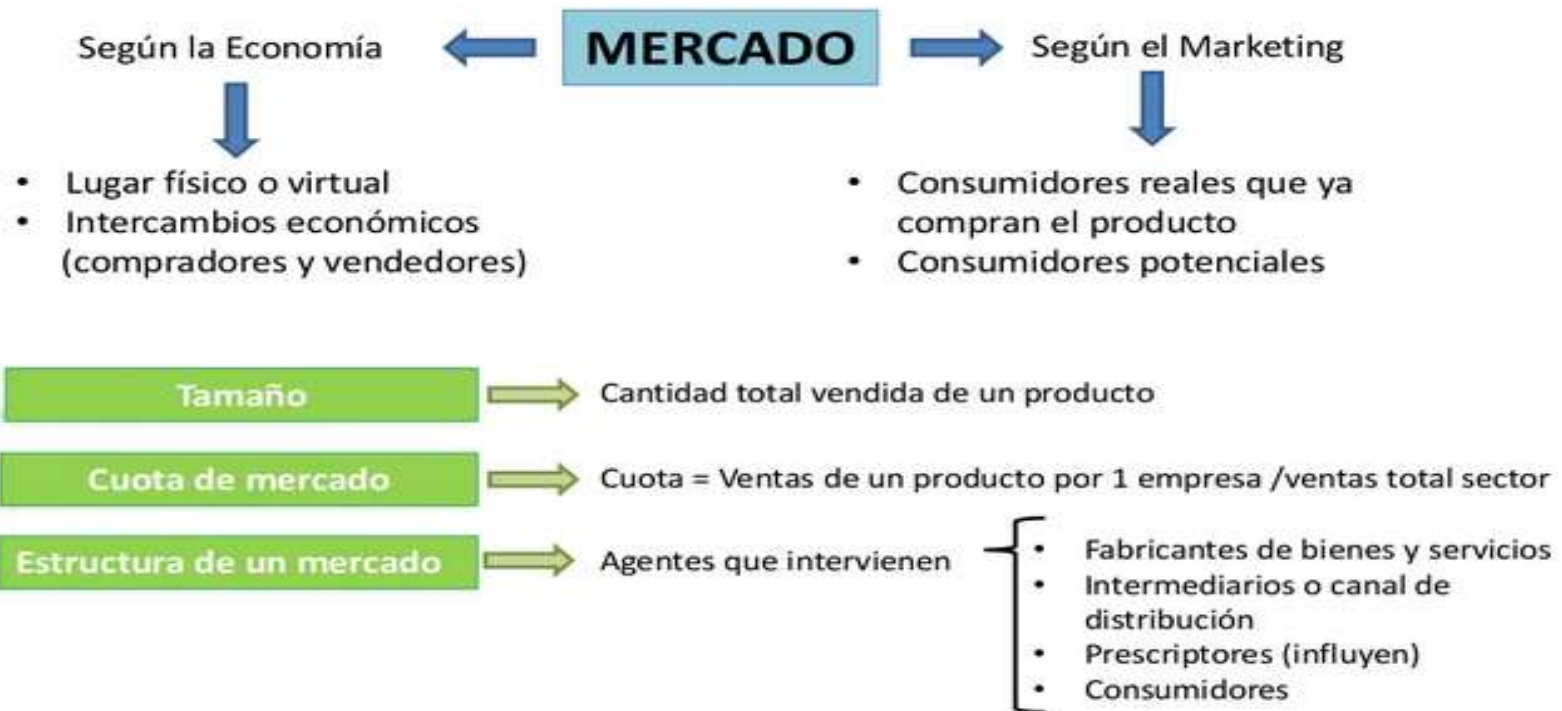 MERCADO
Según la Economía
• Lugar físico o virtual
• Intercambios económicos
(compradores y vendedores)
Según el Marketing
• Consumidores reales que ya
compran el producto
• Consumidores potenciales
Tamaño
Cantidad total vendida de un producto
Cuota de mercado
Cuota = Ventas de un producto por 1 empresa /ventas total sector
Estructura de un mercado
Agentes que intervienen
• Fabricantes de bienes y servicios
• Intermediarios o canal de
distribución
• Prescriptores (influyen)
• Consumidores